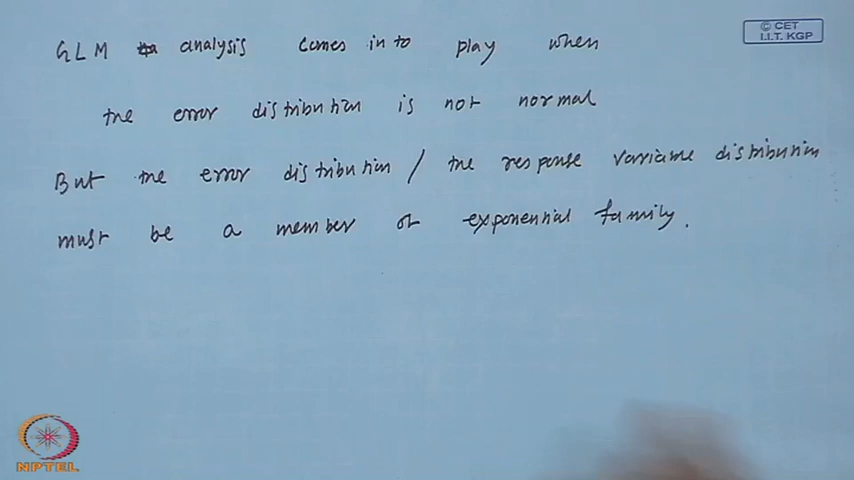 © CET
I.I.T. KGP
GLM analysis comes in to play when
the error distribution is not normal
But the error distribution / the response variable distribution
must be a member of exponential family.
NPTEL